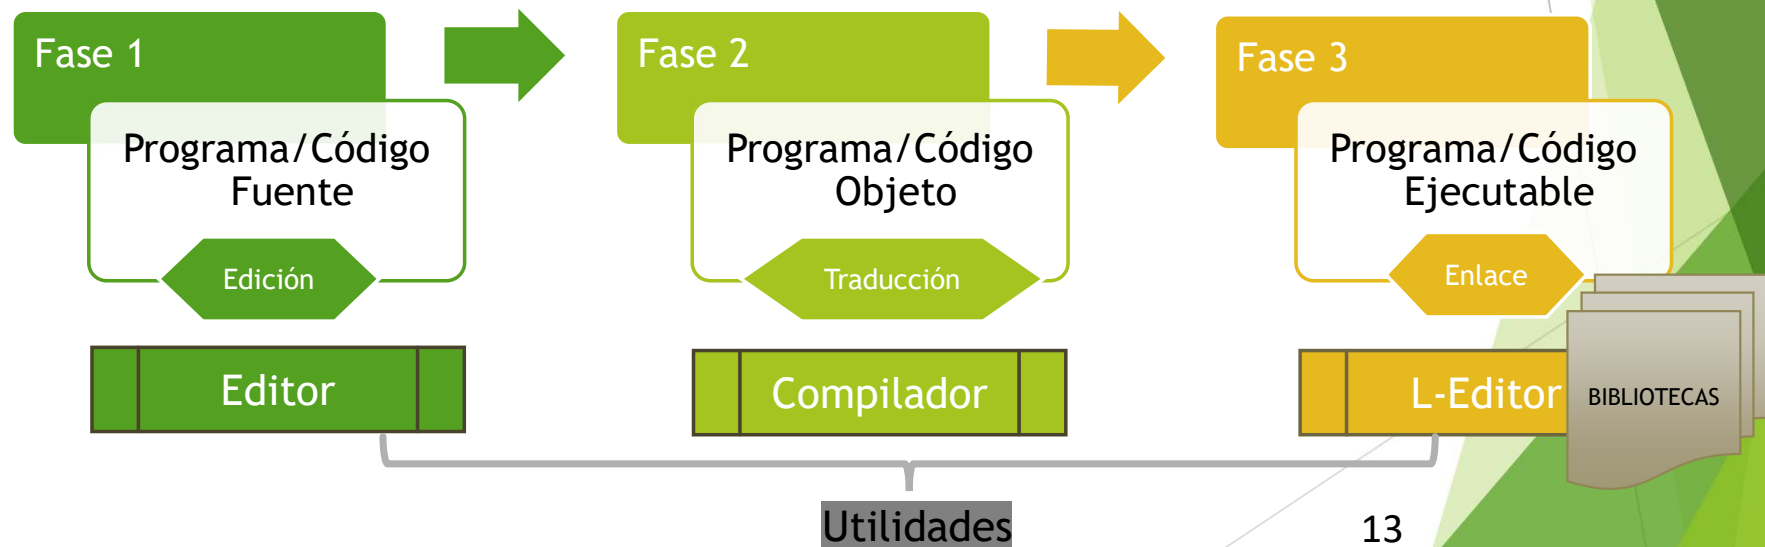 Fase 1
Programa/Código
Fuente
Edición
Editor
Fase 2
Programa/Código
Objeto
Traducción
Compilador
Fase 3
Programa/Código
Ejecutable
Enlace
L-Editor
BIBLIOTECAS
Utilidades
13